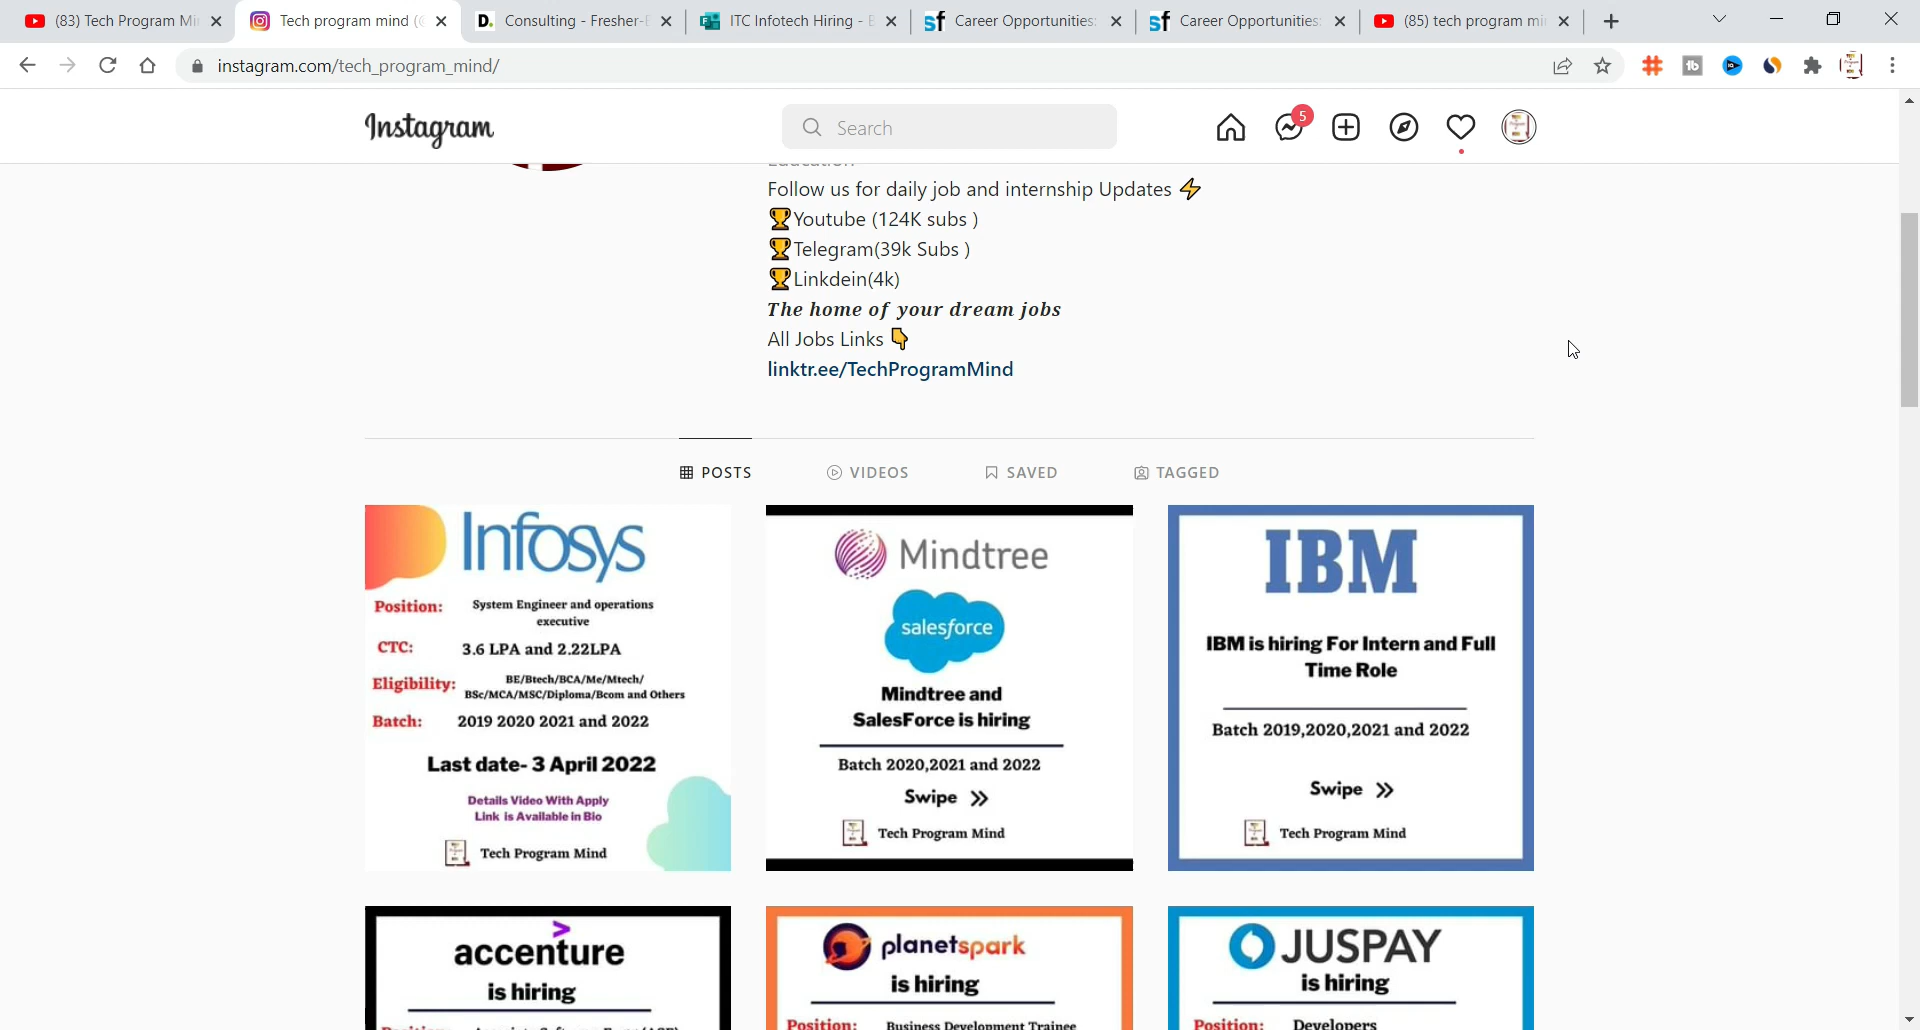 (83) Tech Program Mi
Tech program mind (
Consulting - Fresher-
ITC Infotech Hiring -
Career Opportunities:
Career Opportunities:
(85) tech program mi
instagram.com/tech_program_mind/
Instagram
Search
5
Follow us for daily job and internship Updates ⚡
🏆Youtube (124K subs )
🏆Telegram(39k Subs )
🏆Linkdein(4k)
The home of your dream jobs
All Jobs Links 👇
linktr.ee/TechProgramMind
POSTS
VIDEOS
SAVED
TAGGED
Infosys
Position: System Engineer and operations
executive
CTC: 3.6 LPA and 2.22LPA
Eligibility: BE/Btech/BCA/Me/Mtech/
BSc/MCA/MSC/Diploma/Bcom and Others
Batch: 2019 2020 2021 and 2022
Last date- 3 April 2022
Details Video With Apply
Link is Available in Bio
Tech Program Mind
Mindtree
salesforce
Mindtree and
SalesForce is hiring
Batch 2020,2021 and 2022
Swipe >>
Tech Program Mind
IBM
IBM is hiring For Intern and Full
Time Role
Batch 2019,2020,2021 and 2022
Swipe >>
Tech Program Mind
accenture
is hiring
planetspark
is hiring
Position: Business Development Trainee
JUSPAY
is hiring
Position: Developers